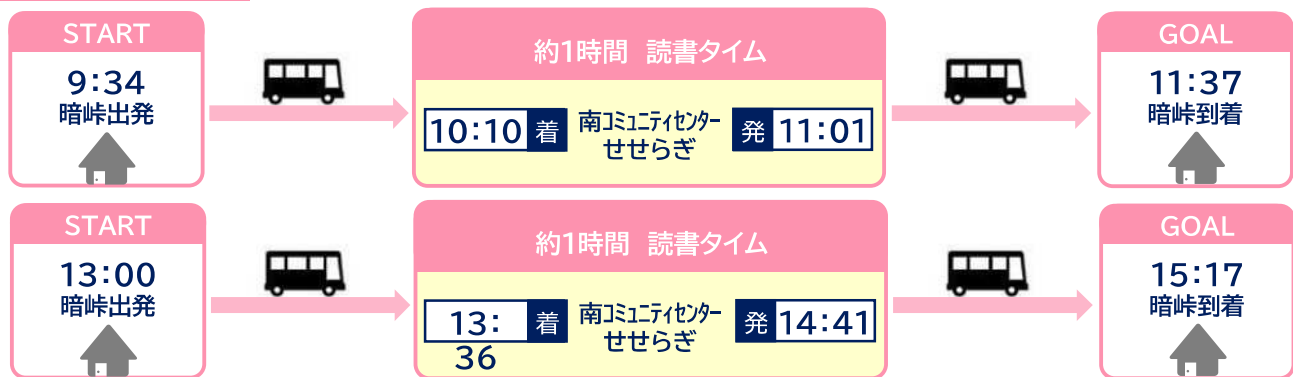 START
9:34
暗峠出発
約1時間 読書タイム
10:10 着
南コミュニティセンター
せせらぎ
発 11:01
GOAL
11:37
暗峠到着
START
13:00
暗峠出発
約1時間 読書タイム
13:
36
着
南コミュニティセンター
せせらぎ
発 14:41
GOAL
15:17
暗峠到着